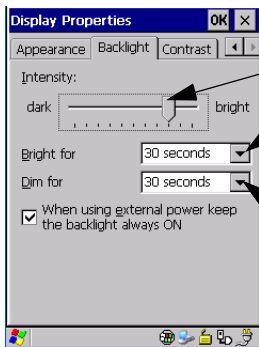 Display Properties OK
Appearance Backlight Contrast
Intensity:
dark bright
Bright for 30 seconds
Dim for 30 seconds
When using external power keep
the backlight always ON